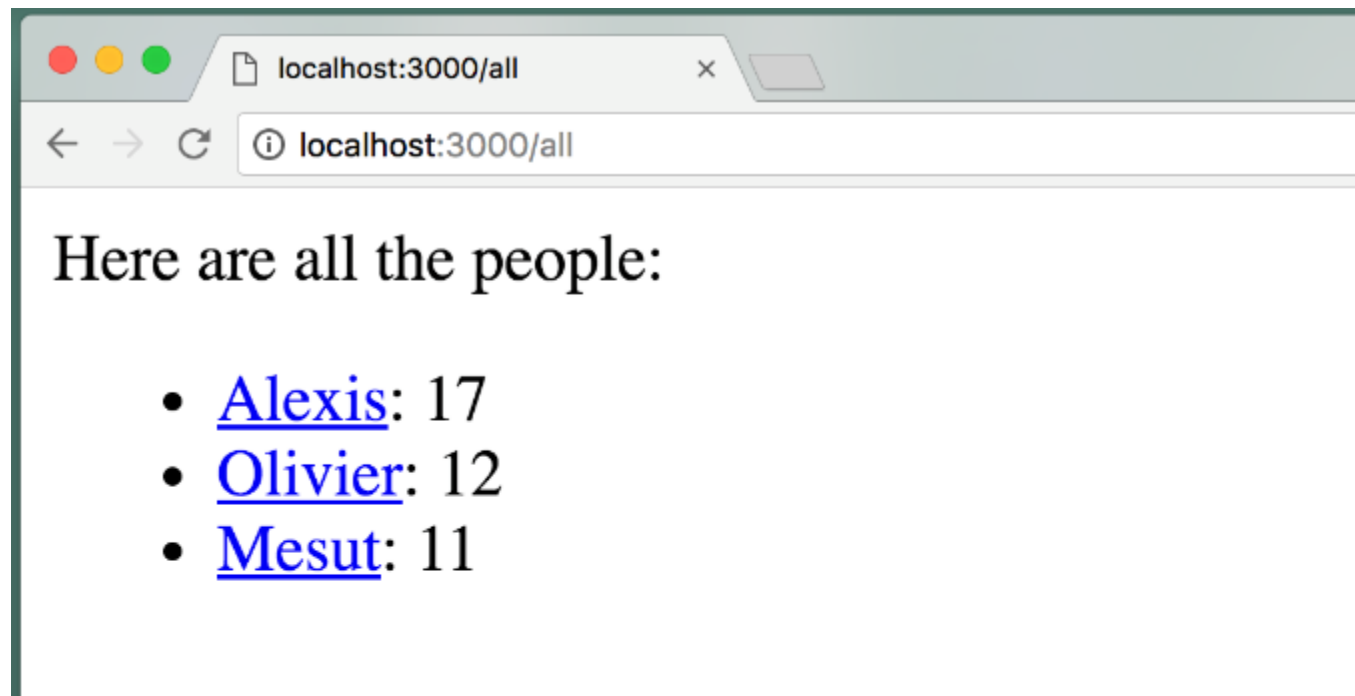 localhost:3000/all
localhost:3000/all
Here are all the people:
Alexis: 17
Olivier: 12
Mesut: 11